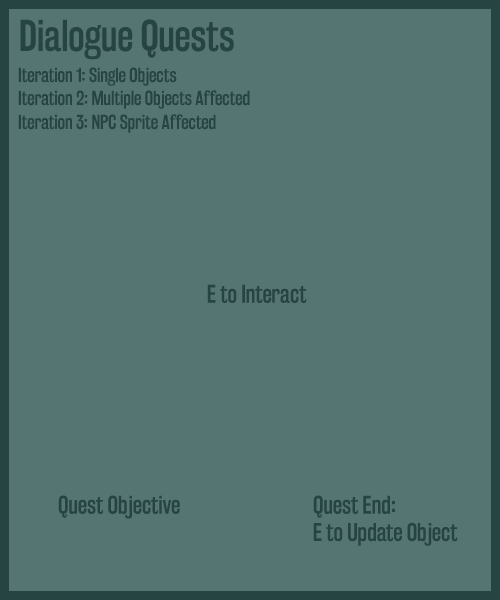 Dialogue Quests
Iteration 1: Single Objects
Iteration 2: Multiple Objects Affected
Iteration 3: NPC Sprite Affected
E to Interact
Quest Objective
Quest End:
E to Update Object